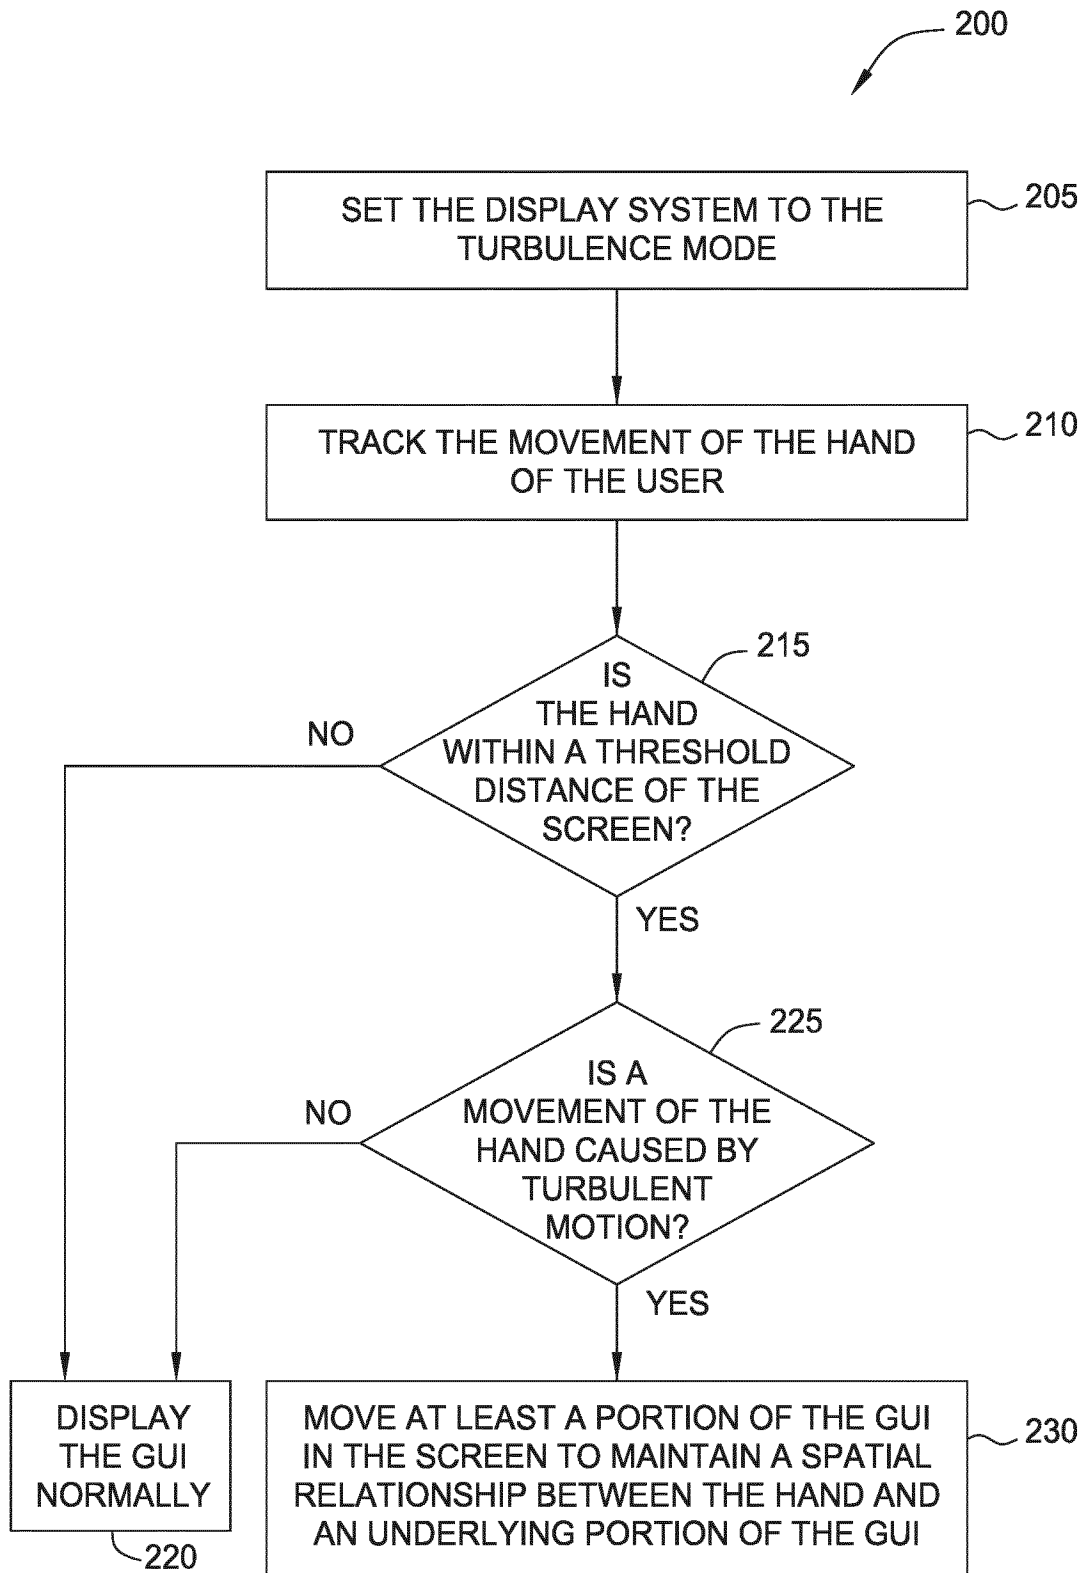 200
SET THE DISPLAY SYSTEM TO THE
TURBULENCE MODE
205
TRACK THE MOVEMENT OF THE HAND
OF THE USER
210
IS
THE HAND
WITHIN A THRESHOLD
DISTANCE OF THE
SCREEN?
215
NO
YES
IS A
MOVEMENT OF THE
HAND CAUSED BY
TURBULENT
MOTION?
225
NO
YES
DISPLAY
THE GUI
NORMALLY
220
MOVE AT LEAST A PORTION OF THE GUI
IN THE SCREEN TO MAINTAIN A SPATIAL
RELATIONSHIP BETWEEN THE HAND AND
AN UNDERLYING PORTION OF THE GUI
230